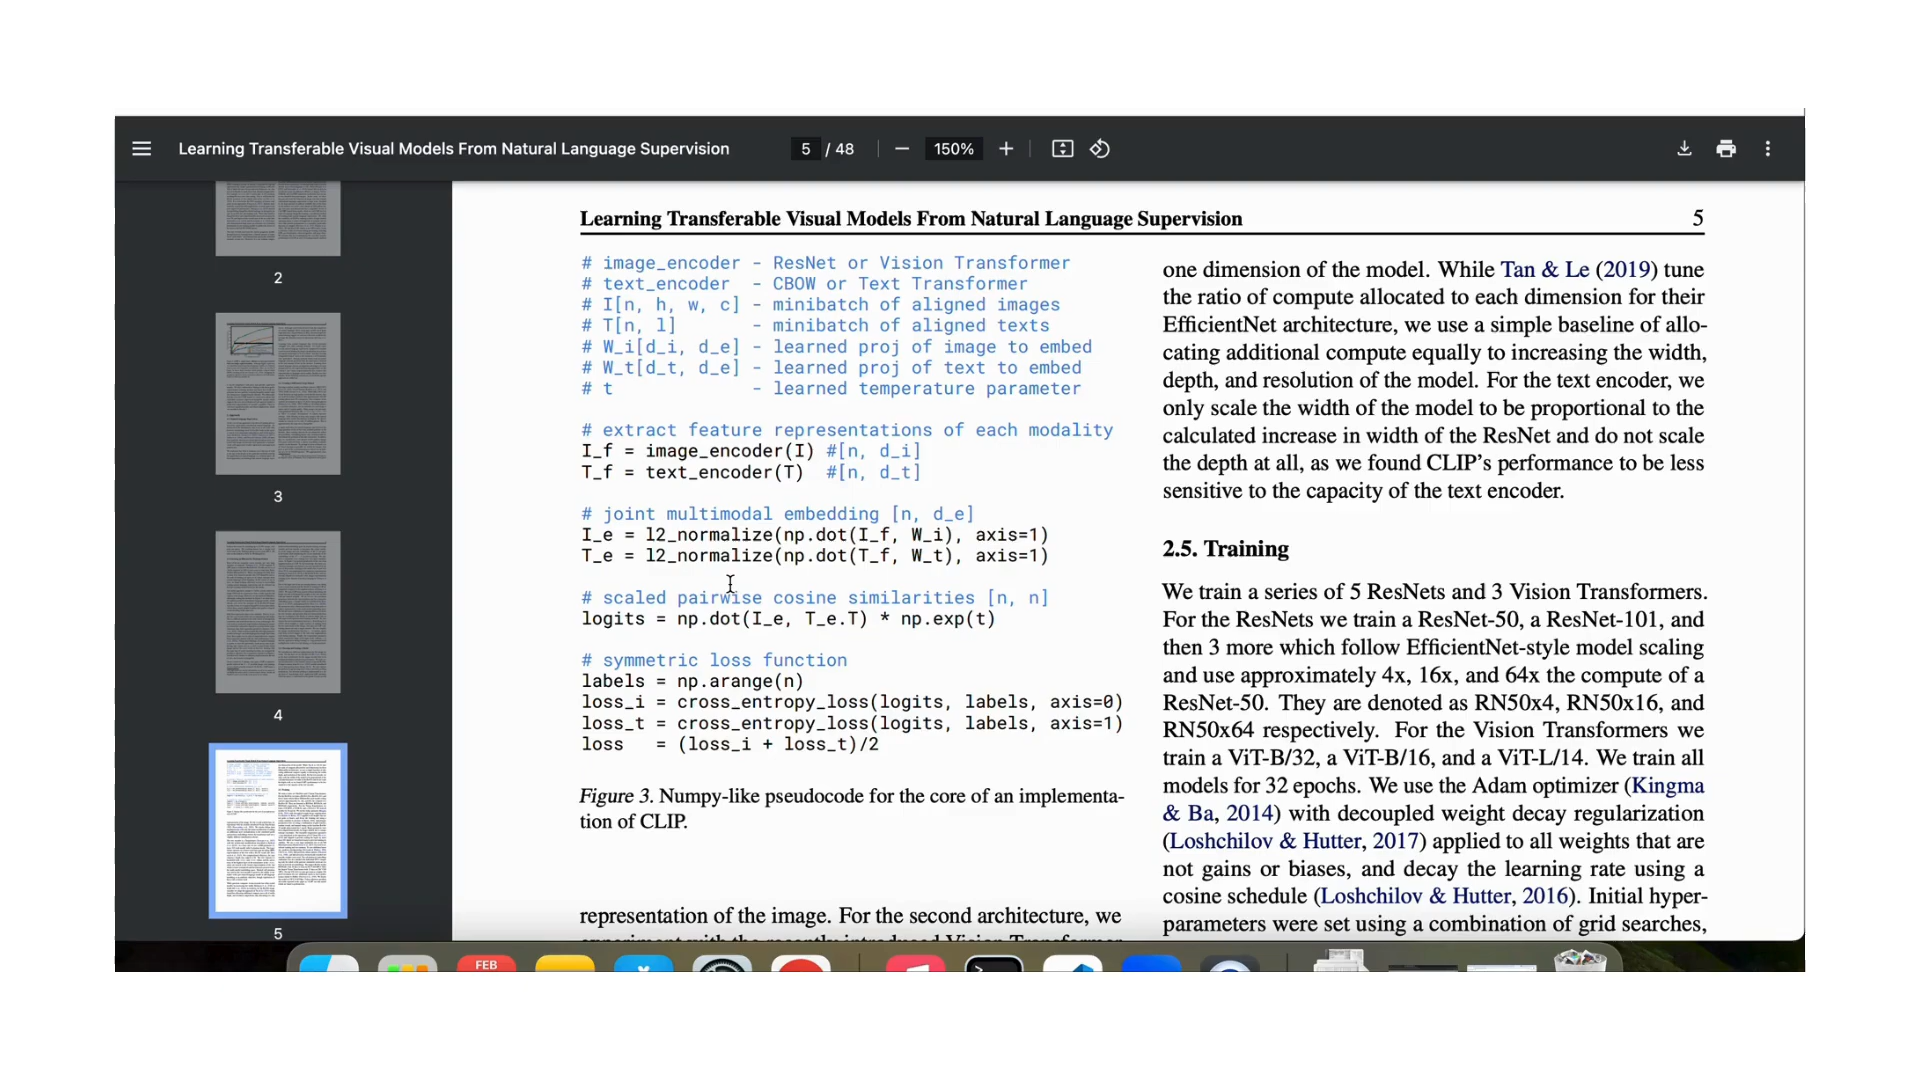 Learning Transferable Visual Models From Natural Language Supervision
5 / 48
150%
2
3
4
5
Learning Transferable Visual Models From Natural Language Supervision 5
# image_encoder - ResNet or Vision Transformer
# text_encoder  - CBOW or Text Transformer
# I[n, h, w, c] - minibatch of aligned images
# T[n, l]       - minibatch of aligned texts
# W_i[d_i, d_e] - learned proj of image to embed
# W_t[d_t, d_e] - learned proj of text to embed
# t             - learned temperature parameter
# extract feature representations of each modality
I_f = image_encoder(I) #[n, d_i]
T_f = text_encoder(T)  #[n, d_t]
# joint multimodal embedding [n, d_e]
I_e = l2_normalize(np.dot(I_f, W_i), axis=1)
T_e = l2_normalize(np.dot(T_f, W_t), axis=1)
# scaled pairwise cosine similarities [n, n]
logits = np.dot(I_e, T_e.T) * np.exp(t)
# symmetric loss function
labels = np.arange(n)
loss_i = cross_entropy_loss(logits, labels, axis=0)
loss_t = cross_entropy_loss(logits, labels, axis=1)
loss   = (loss_i + loss_t)/2
Figure 3. Numpy-like pseudocode for the core of an implementa-
tion of CLIP.
representation of the image. For the second architecture, we
experiment with the recently introduced Vision Transformer
one dimension of the model. While Tan & Le (2019) tune
the ratio of compute allocated to each dimension for their
EfficientNet architecture, we use a simple baseline of allo-
cating additional compute equally to increasing the width,
depth, and resolution of the model. For the text encoder, we
only scale the width of the model to be proportional to the
calculated increase in width of the ResNet and do not scale
the depth at all, as we found CLIP's performance to be less
sensitive to the capacity of the text encoder.
2.5. Training
We train a series of 5 ResNets and 3 Vision Transformers.
For the ResNets we train a ResNet-50, a ResNet-101, and
then 3 more which follow EfficientNet-style model scaling
and use approximately 4x, 16x, and 64x the compute of a
ResNet-50. They are denoted as RN50x4, RN50x16, and
RN50x64 respectively. For the Vision Transformers we
train a ViT-B/32, a ViT-B/16, and a ViT-L/14. We train all
models for 32 epochs. We use the Adam optimizer (Kingma
& Ba, 2014) with decoupled weight decay regularization
(Loshchilov & Hutter, 2017) applied to all weights that are
not gains or biases, and decay the learning rate using a
cosine schedule (Loshchilov & Hutter, 2016). Initial hyper-
parameters were set using a combination of grid searches,
FEB